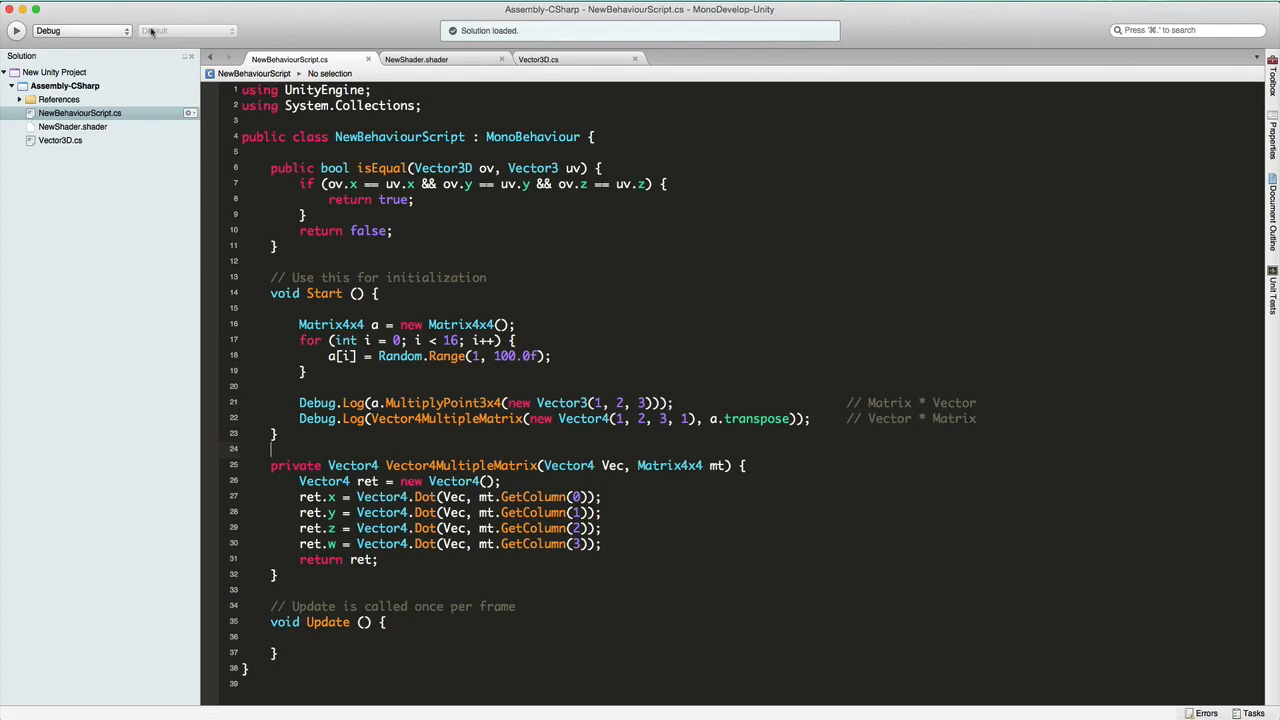 Assembly-CSharp - NewBehaviourScript.cs - MonoDevelop-Unity
Debug
Solution loaded.
Press '⌘.' to search
Solution
New Unity Project
Assembly-CSharp
References
NewBehaviourScript.cs
NewShader.shader
Vector3D.cs
NewBehaviourScript.cs
NewShader.shader
Vector3D.cs
NewBehaviourScript
No selection
1 using UnityEngine;
2 using System.Collections;
3
4 public class NewBehaviourScript : MonoBehaviour {
5
6 public bool isEqual(Vector3D ov, Vector3 uv) {
7 if (ov.x == uv.x && ov.y == uv.y && ov.z == uv.z) {
8 return true;
9 }
10 return false;
11 }
12
13 // Use this for initialization
14 void Start () {
15
16 Matrix4x4 a = new Matrix4x4();
17 for (int i = 0; i < 16; i++) {
18 a[i] = Random.Range(1, 100.0f);
19 }
20
21 Debug.Log(a.MultiplyPoint3x4(new Vector3(1, 2, 3))); // Matrix * Vector
22 Debug.Log(Vector4MultipleMatrix(new Vector4(1, 2, 3, 1), a.transpose)); // Vector * Matrix
23 }
24
25 private Vector4 Vector4MultipleMatrix(Vector4 Vec, Matrix4x4 mt) {
26 Vector4 ret = new Vector4();
27 ret.x = Vector4.Dot(Vec, mt.GetColumn(0));
28 ret.y = Vector4.Dot(Vec, mt.GetColumn(1));
29 ret.z = Vector4.Dot(Vec, mt.GetColumn(2));
30 ret.w = Vector4.Dot(Vec, mt.GetColumn(3));
31 return ret;
32 }
33
34 // Update is called once per frame
35 void Update () {
36
37 }
38 }
39
Toolbox
Properties
Document Outline
Unit Tests
Errors
Tasks